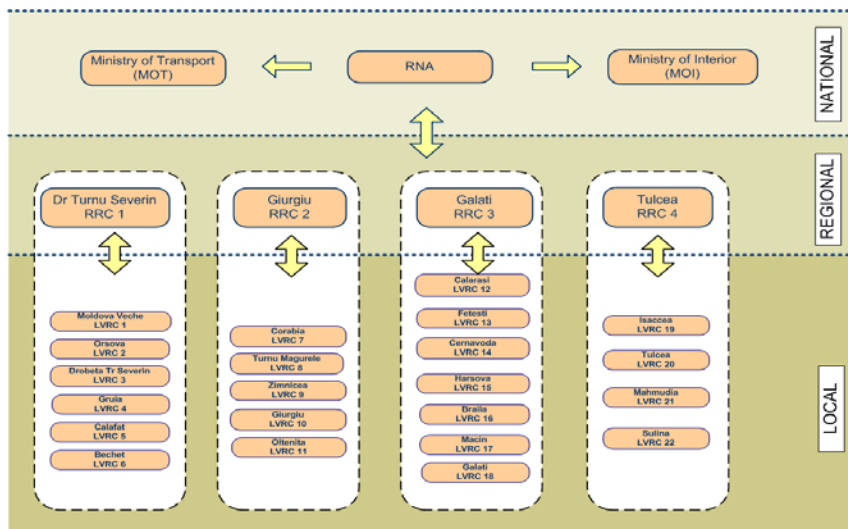 Ministry of Transport
(MOT)
RNA
Ministry of Interior
(MOI)
NATIONAL
Dr Turnu Severin
RRC 1
Giurgiu
RRC 2
Galati
RRC 3
Tulcea
RRC 4
REGIONAL
Moldova Veche
LVRC 1
Orsova
LVRC 2
Drobeta Tr Severin
LVRC 3
Gruia
LVRC 4
Calafat
LVRC 5
Bechet
LVRC 6
Corabia
LVRC 7
Turnu Magurele
LVRC 8
Zimnicea
LVRC 9
Giurgiu
LVRC 10
Oltenita
LVRC 11
Calarasi
LVRC 12
Fetesti
LVRC 13
Cernavoda
LVRC 14
Harsova
LVRC 15
Braila
LVRC 16
Macin
LVRC 17
Galati
LVRC 18
Isaccea
LVRC 19
Tulcea
LVRC 20
Mahmudia
LVRC 21
Sulina
LVRC 22
LOCAL